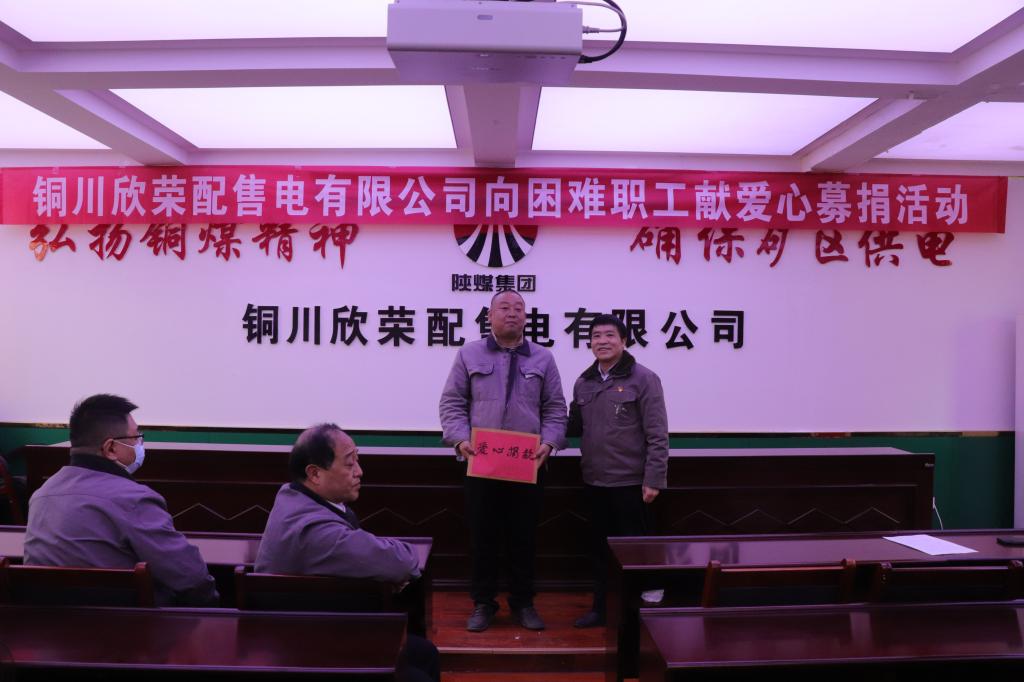 铜川欣荣配售电有限公司向困难职工献爱心募捐活动
弘扬铜煤精神
确保矿区供电
陕煤集团
铜川欣荣配售电有限公司
爱心捐款